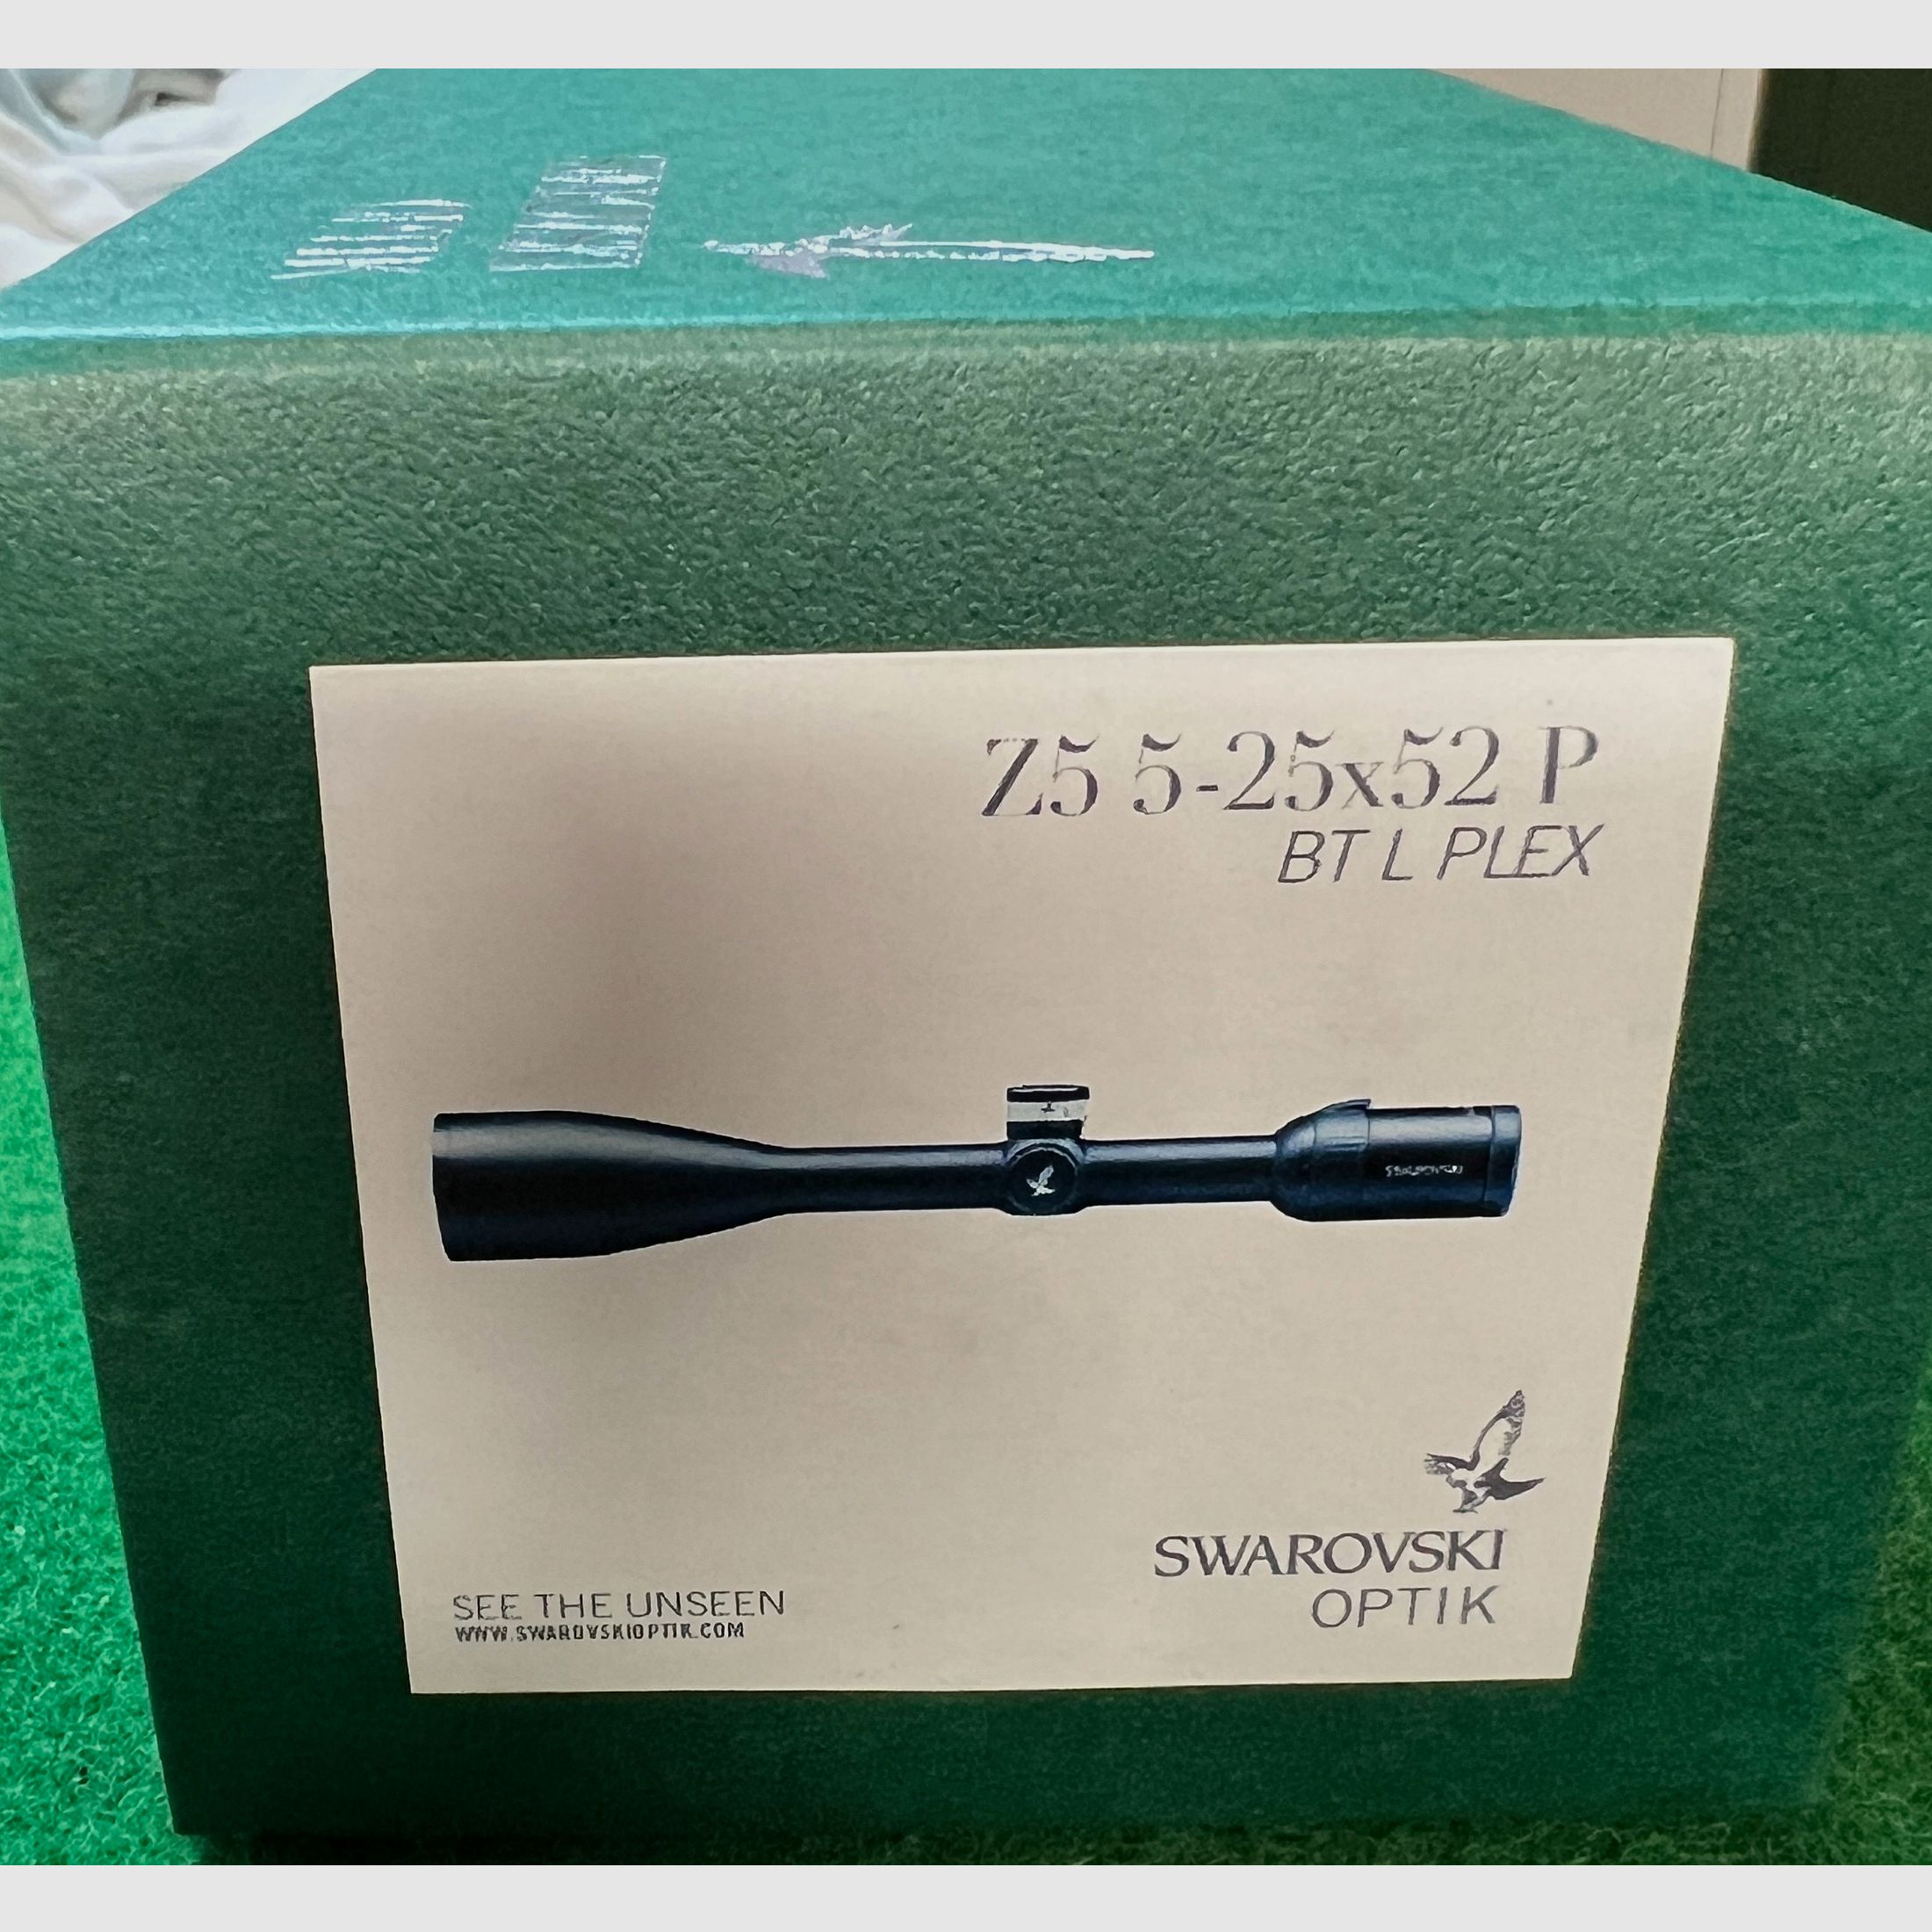 Z5 5-25x52 P
BT L PLEX
SWAROVSKI
OPTIK
SEE THE UNSEEN
WWW.SWAROVSKIOPTIK.COM